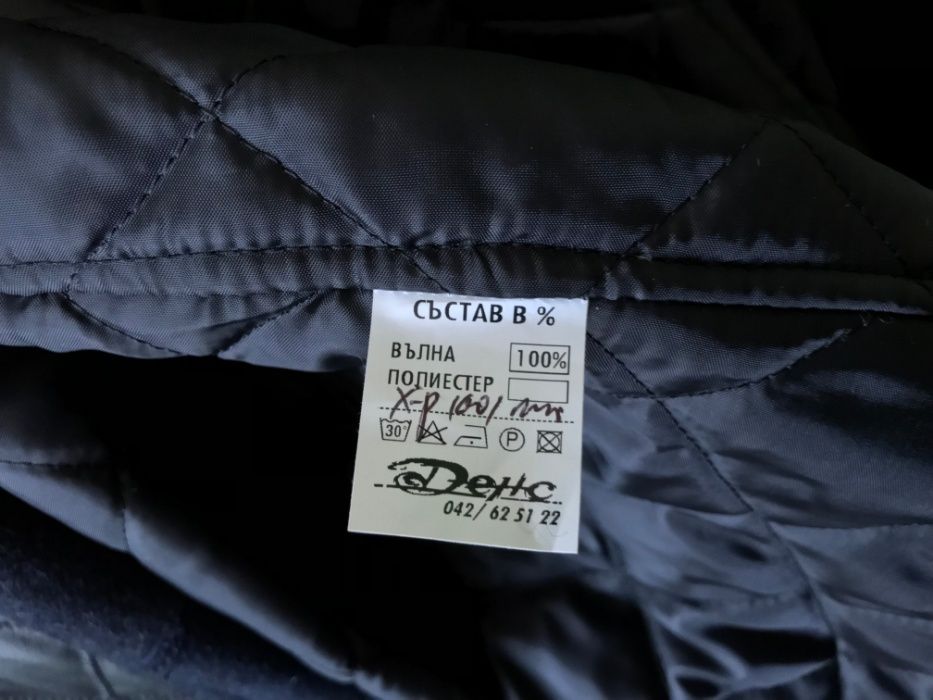 СЪСТАВ В %
ВЪЛНА 100%
ПОЛИЕСТЕР
Х-Р 100/
30° P
Денс
042/ 62 51 22